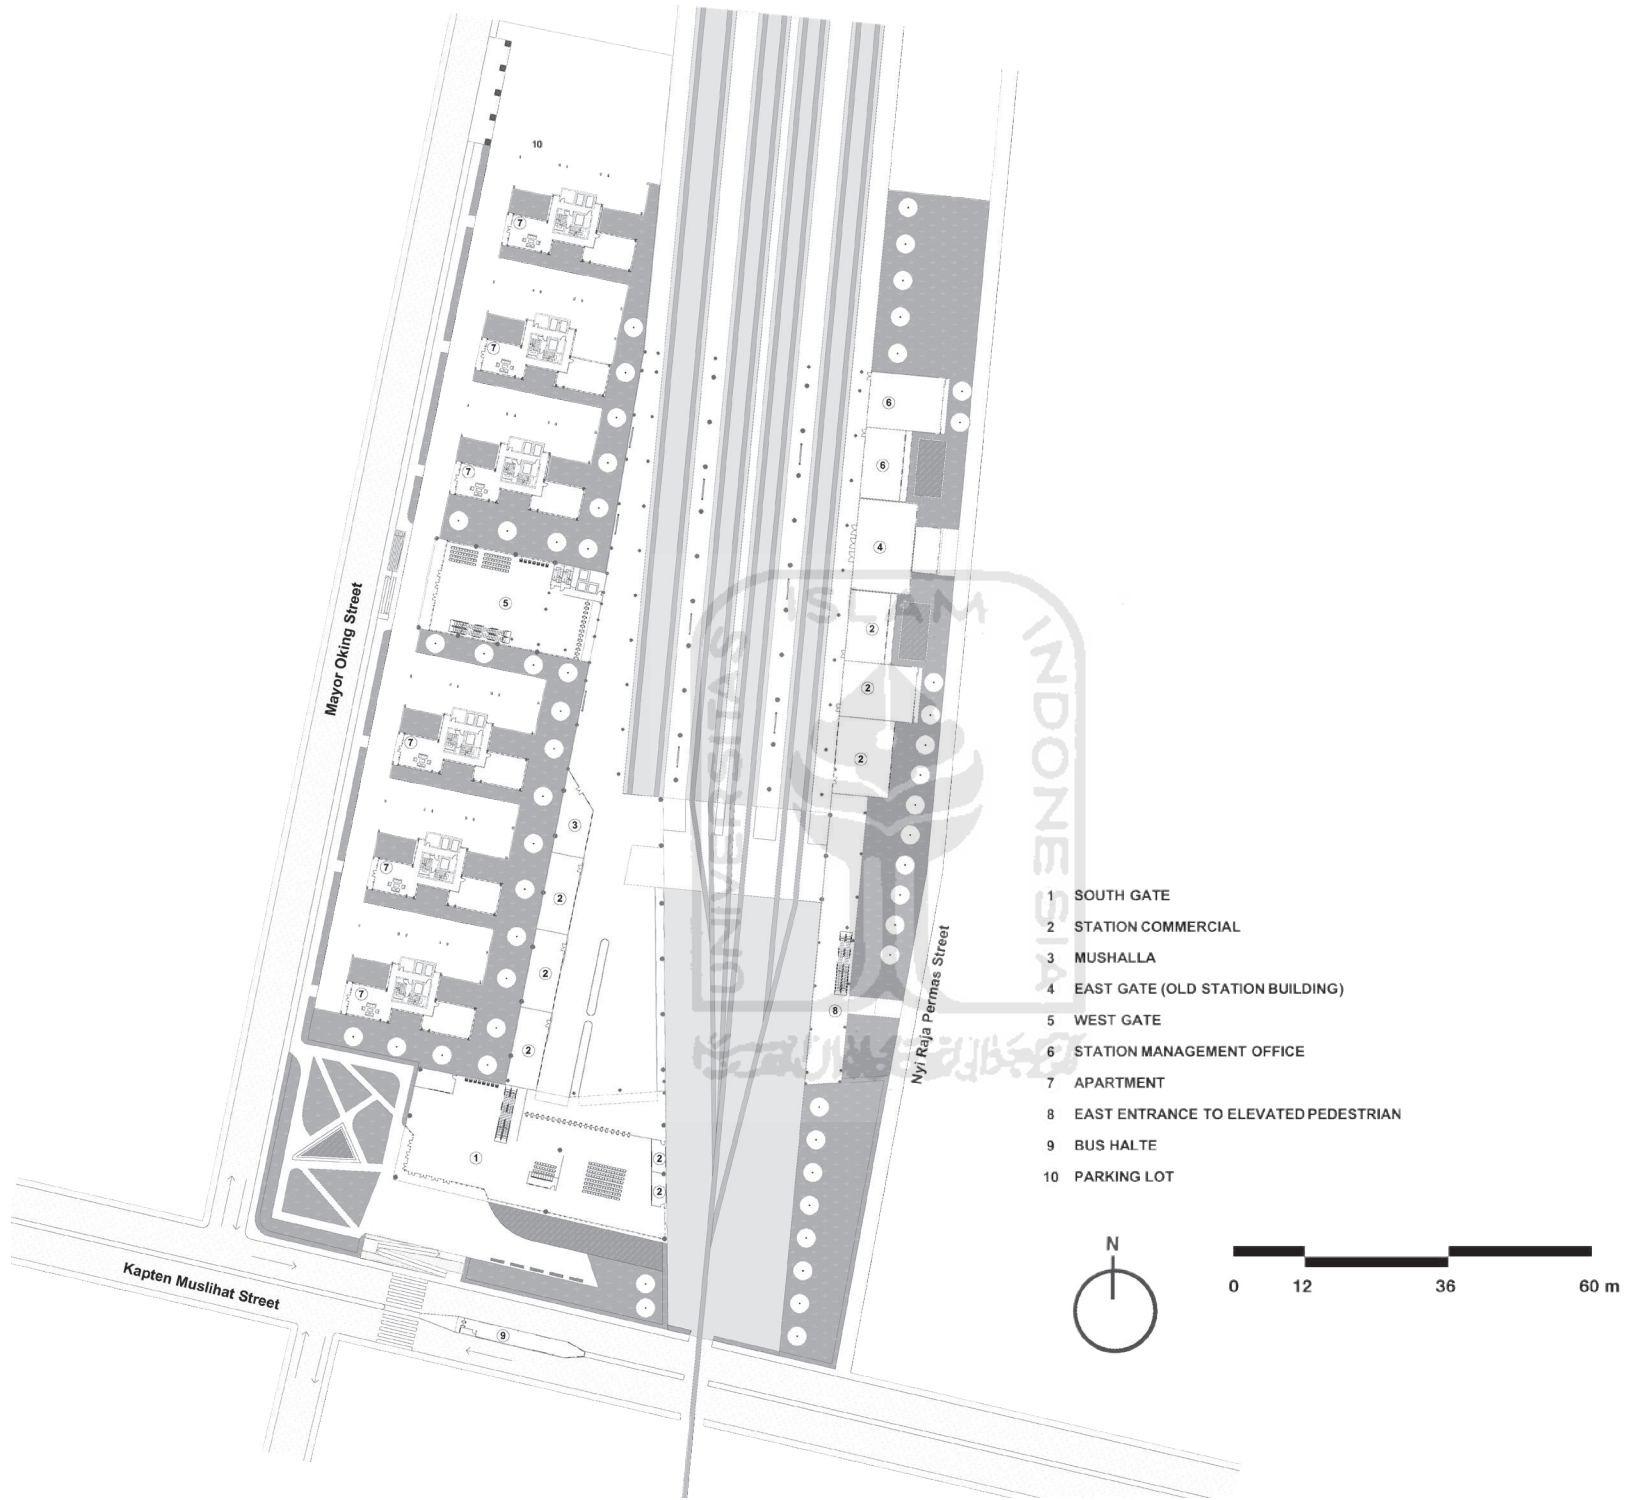 10
7
7
6
7
6
4
5
2
2
7
2
3
7
2
2
7
8
2
1
2
2
9
Mayor Oking Street
Kapten Muslihat Street
Nyi Raja Permas Street
UNIVERSITAS
ISLAM
INDONESIA
1 SOUTH GATE
2 STATION COMMERCIAL
3 MUSHALLA
4 EAST GATE (OLD STATION BUILDING)
5 WEST GATE
6 STATION MANAGEMENT OFFICE
7 APARTMENT
8 EAST ENTRANCE TO ELEVATED PEDESTRIAN
9 BUS HALTE
10 PARKING LOT
N
0 12 36 60 m